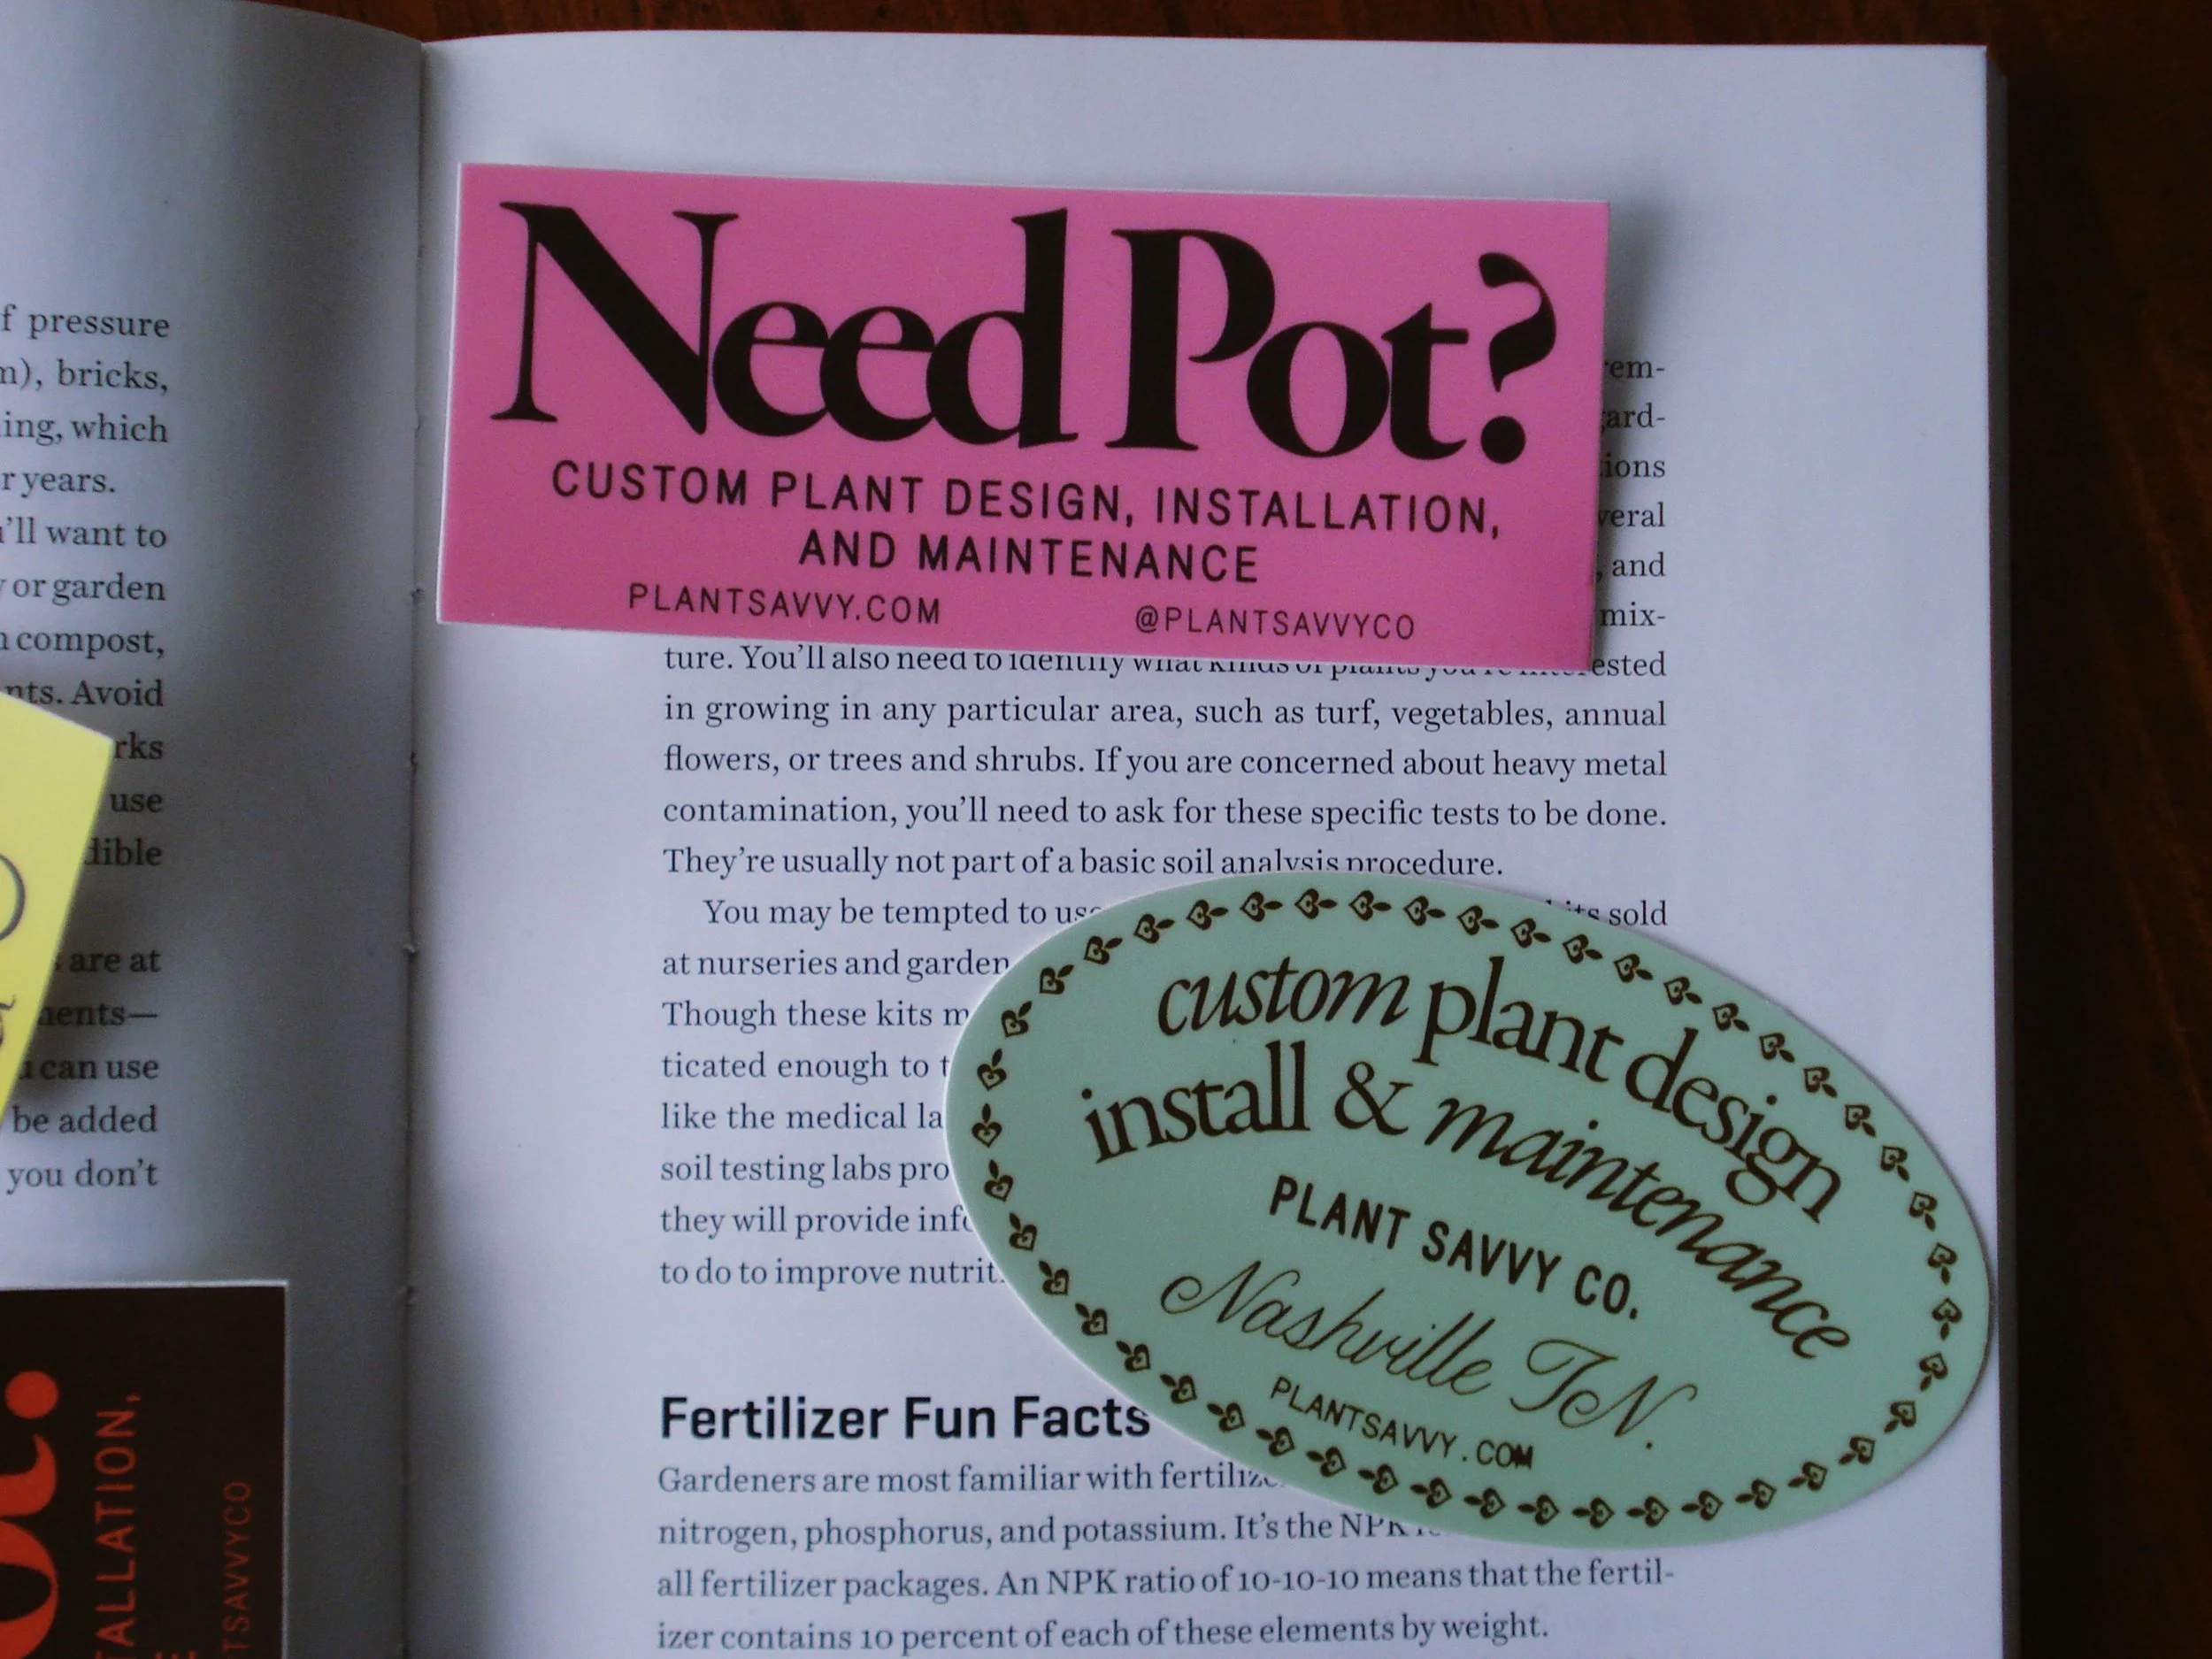 f pressure
m), bricks,
ing, which
r years.
'll want to
or garden
compost,
nts. Avoid
rks
use
dible
are at
ments—
can use
be added
you don't
TALLATION,
TSAVVYCO
Need Pot?
CUSTOM PLANT DESIGN, INSTALLATION,
AND MAINTENANCE
PLANTSAVVY.COM @PLANTSAVVYCO
em-
ard-
ions
veral
, and
mix-
ture. You'll also need to identify what kinds of plants you're interested
in growing in any particular area, such as turf, vegetables, annual
flowers, or trees and shrubs. If you are concerned about heavy metal
contamination, you'll need to ask for these specific tests to be done.
They're usually not part of a basic soil analysis procedure.
You may be tempted to use kits sold
at nurseries and garden
Though these kits m
ticated enough to t
like the medical la
soil testing labs pro
they will provide info
to do to improve nutrit
custom plant design
install & maintenance
PLANT SAVVY CO.
Nashville TeN.
PLANTSAVVY.COM
Fertilizer Fun Facts
Gardeners are most familiar with fertilize
nitrogen, phosphorus, and potassium. It's the NPK
all fertilizer packages. An NPK ratio of 10-10-10 means that the fertil-
izer contains 10 percent of each of these elements by weight.